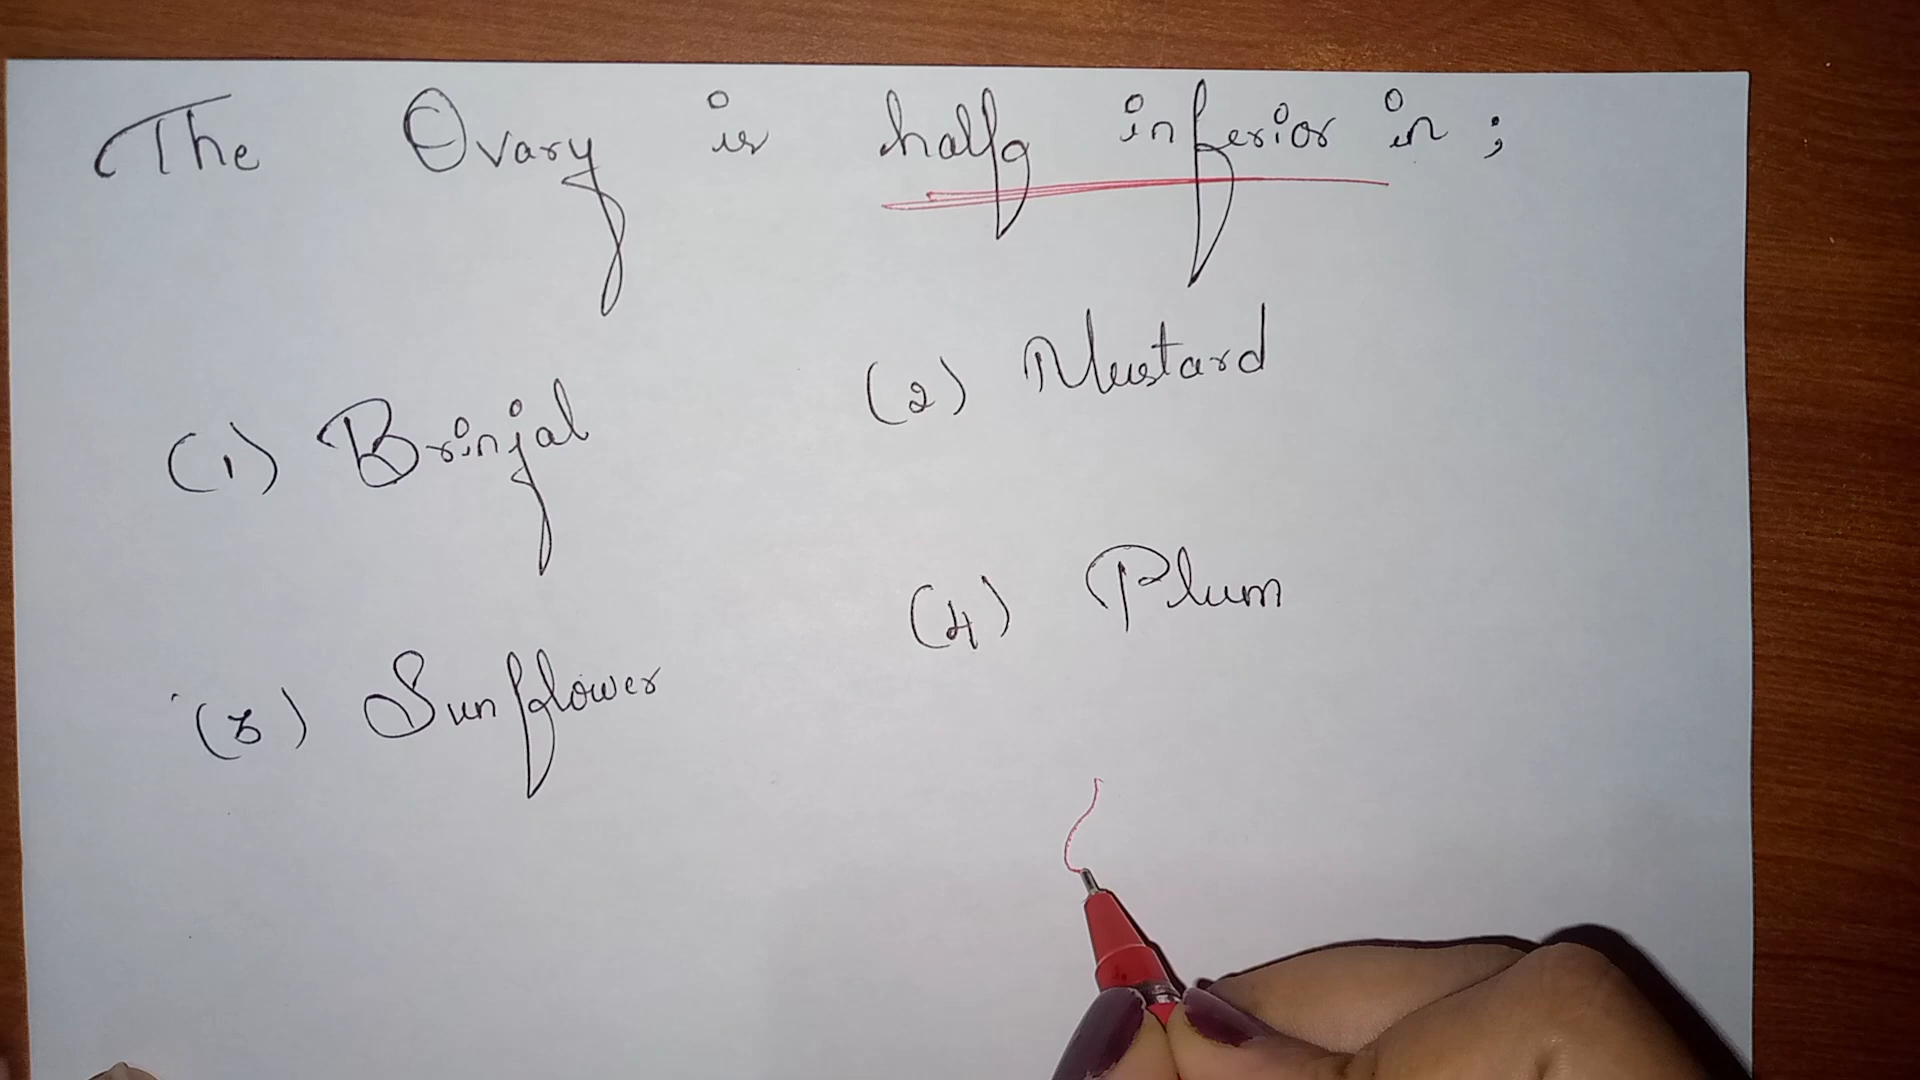 The Ovary is half inferior in ;
(1) Brinjal
(2) Mustard
(3) Sunflower
(4) Plum